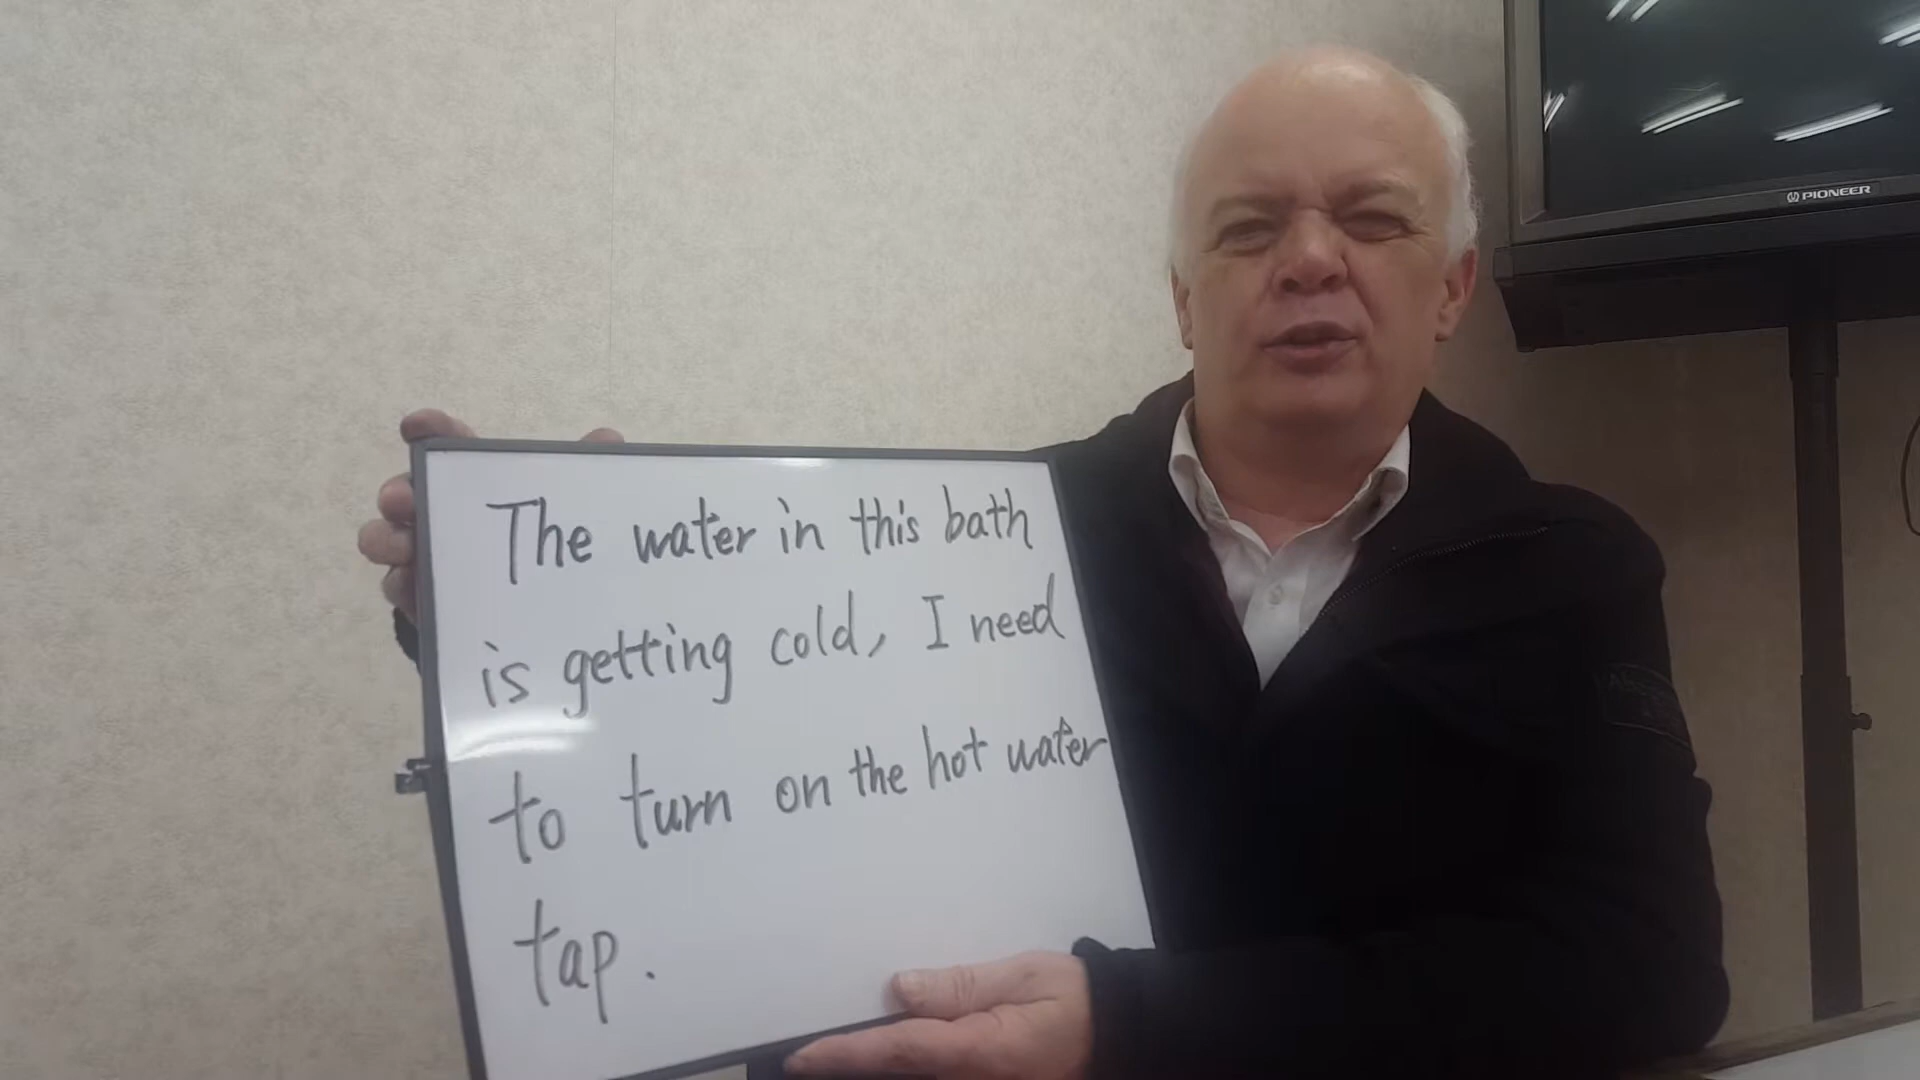 The water in this bath
is getting cold, I need
to turn on the hot water
tap.
PIONEER